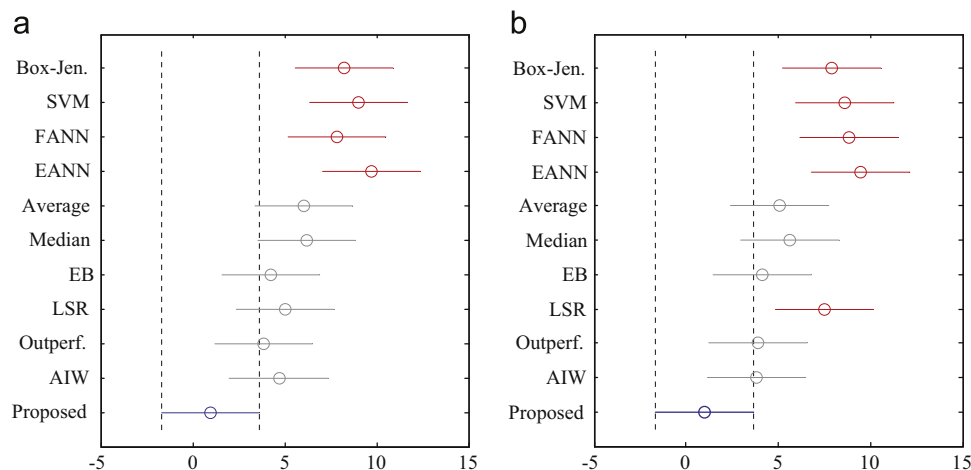 a
Box-Jen.
SVM
FANN
EANN
Average
Median
EB
LSR
Outperf.
AIW
Proposed
-5 0 5 10 15
b
Box-Jen.
SVM
FANN
EANN
Average
Median
EB
LSR
Outperf.
AIW
Proposed
-5 0 5 10 15